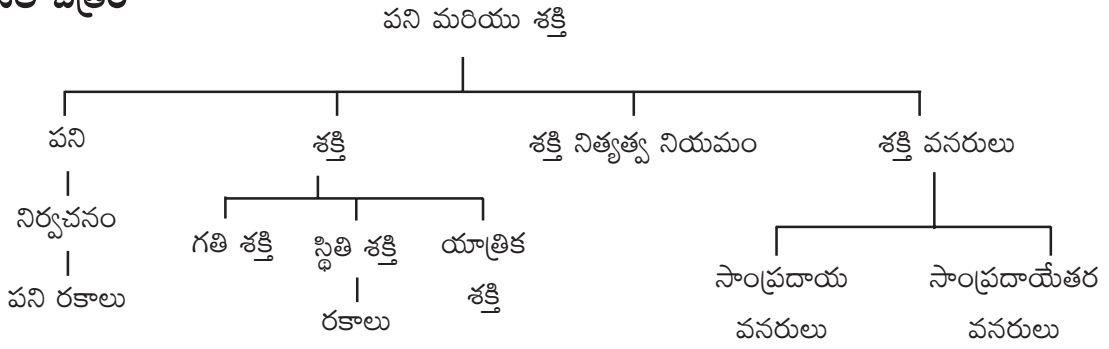 పని మరియు శక్తి
పని
శక్తి
శక్తి నిత్యత్వ నియమం
శక్తి వనరులు
నిర్వచనం
పని రకాలు
గతి శక్తి
స్థితి శక్తి
రకాలు
యాత్రిక
శక్తి
సాంప్రదాయ
వనరులు
సాంప్రదాయేతర
వనరులు